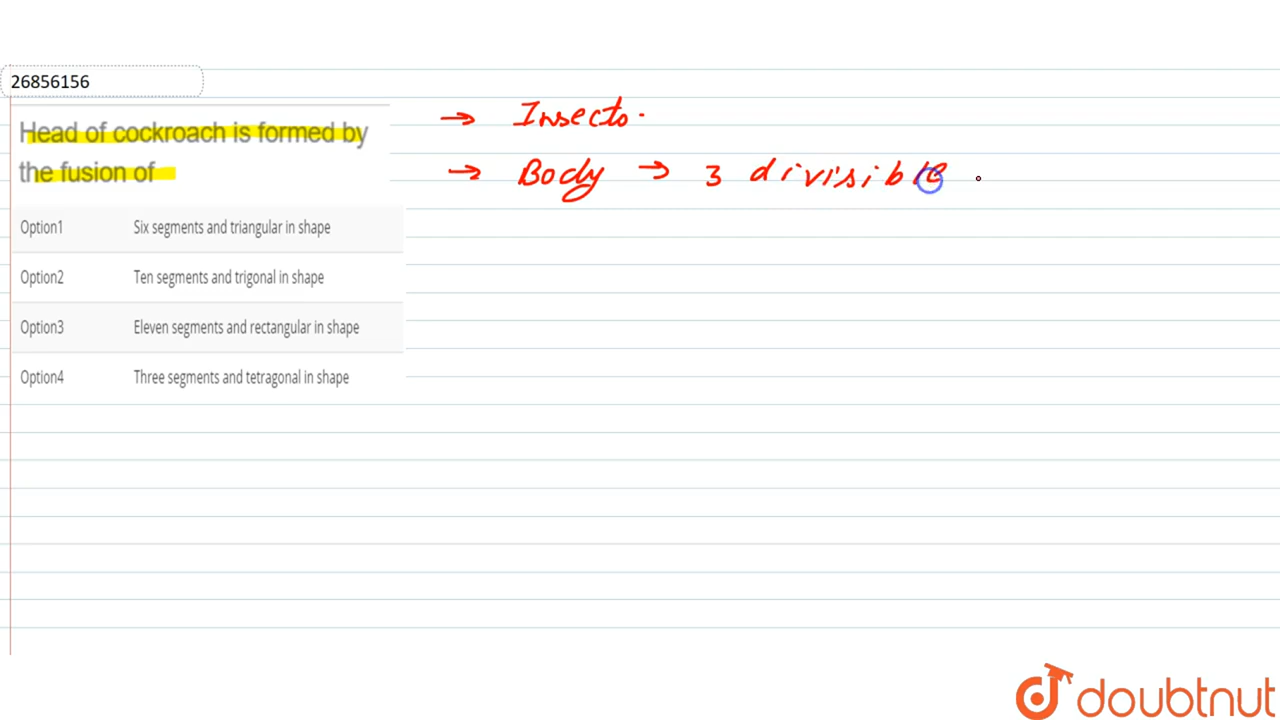 26856156
Head of cockroach is formed by
the fusion of
Option1 Six segments and triangular in shape
Option2 Ten segments and trigonal in shape
Option3 Eleven segments and rectangular in shape
Option4 Three segments and tetragonal in shape
→ Insecta.
→ Body → 3 divisible
doubtnut